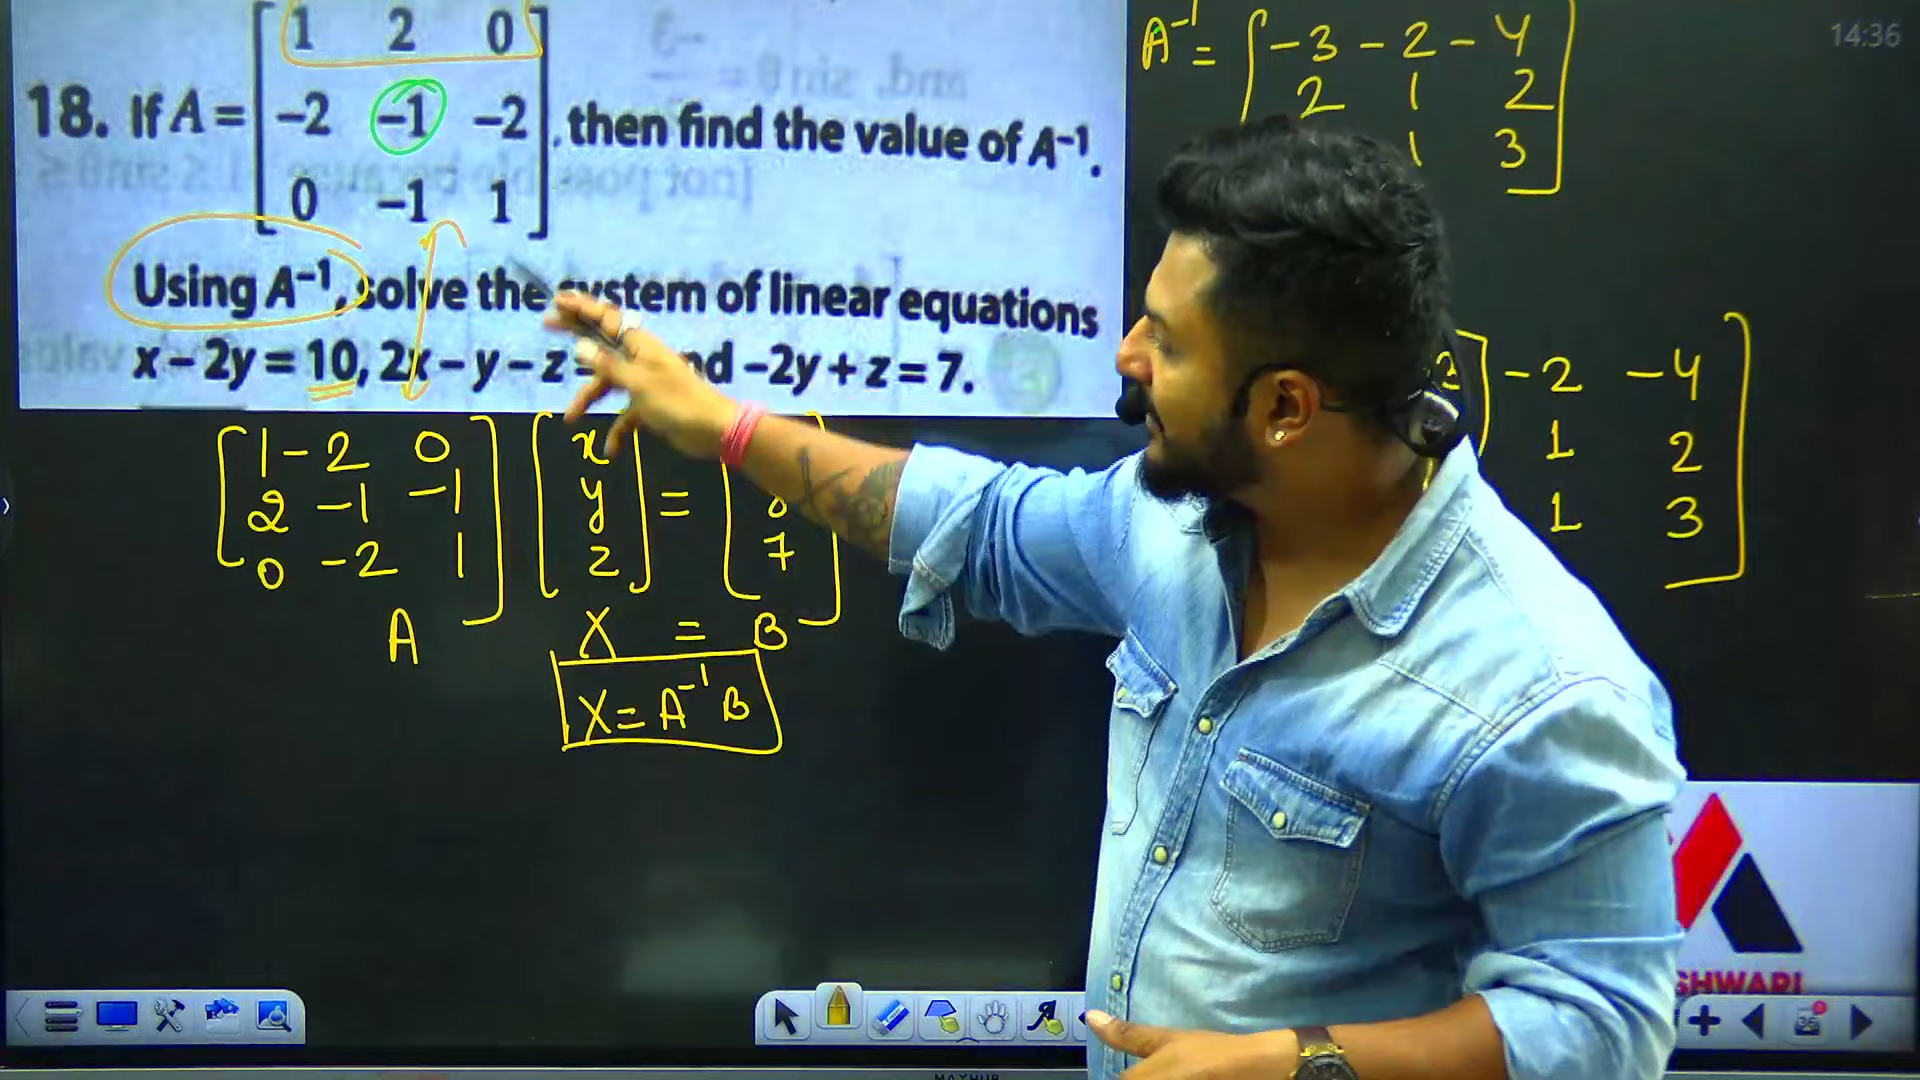 1 2 0
18. If A = -2 -1 -2 , then find the value of A⁻¹.
0 -1 1
Using A⁻¹, solve the system of linear equations
x - 2y = 10, 2x - y - z = and -2y + z = 7.
1 -2 0 x
2 -1 -1 y =
0 -2 1 z 7
A X = B
X = A⁻¹ B
A⁻¹ = -3 -2 -4
2 1 2
1 3
-2 -4
1 2
1 3
14:36
SHWARI
36